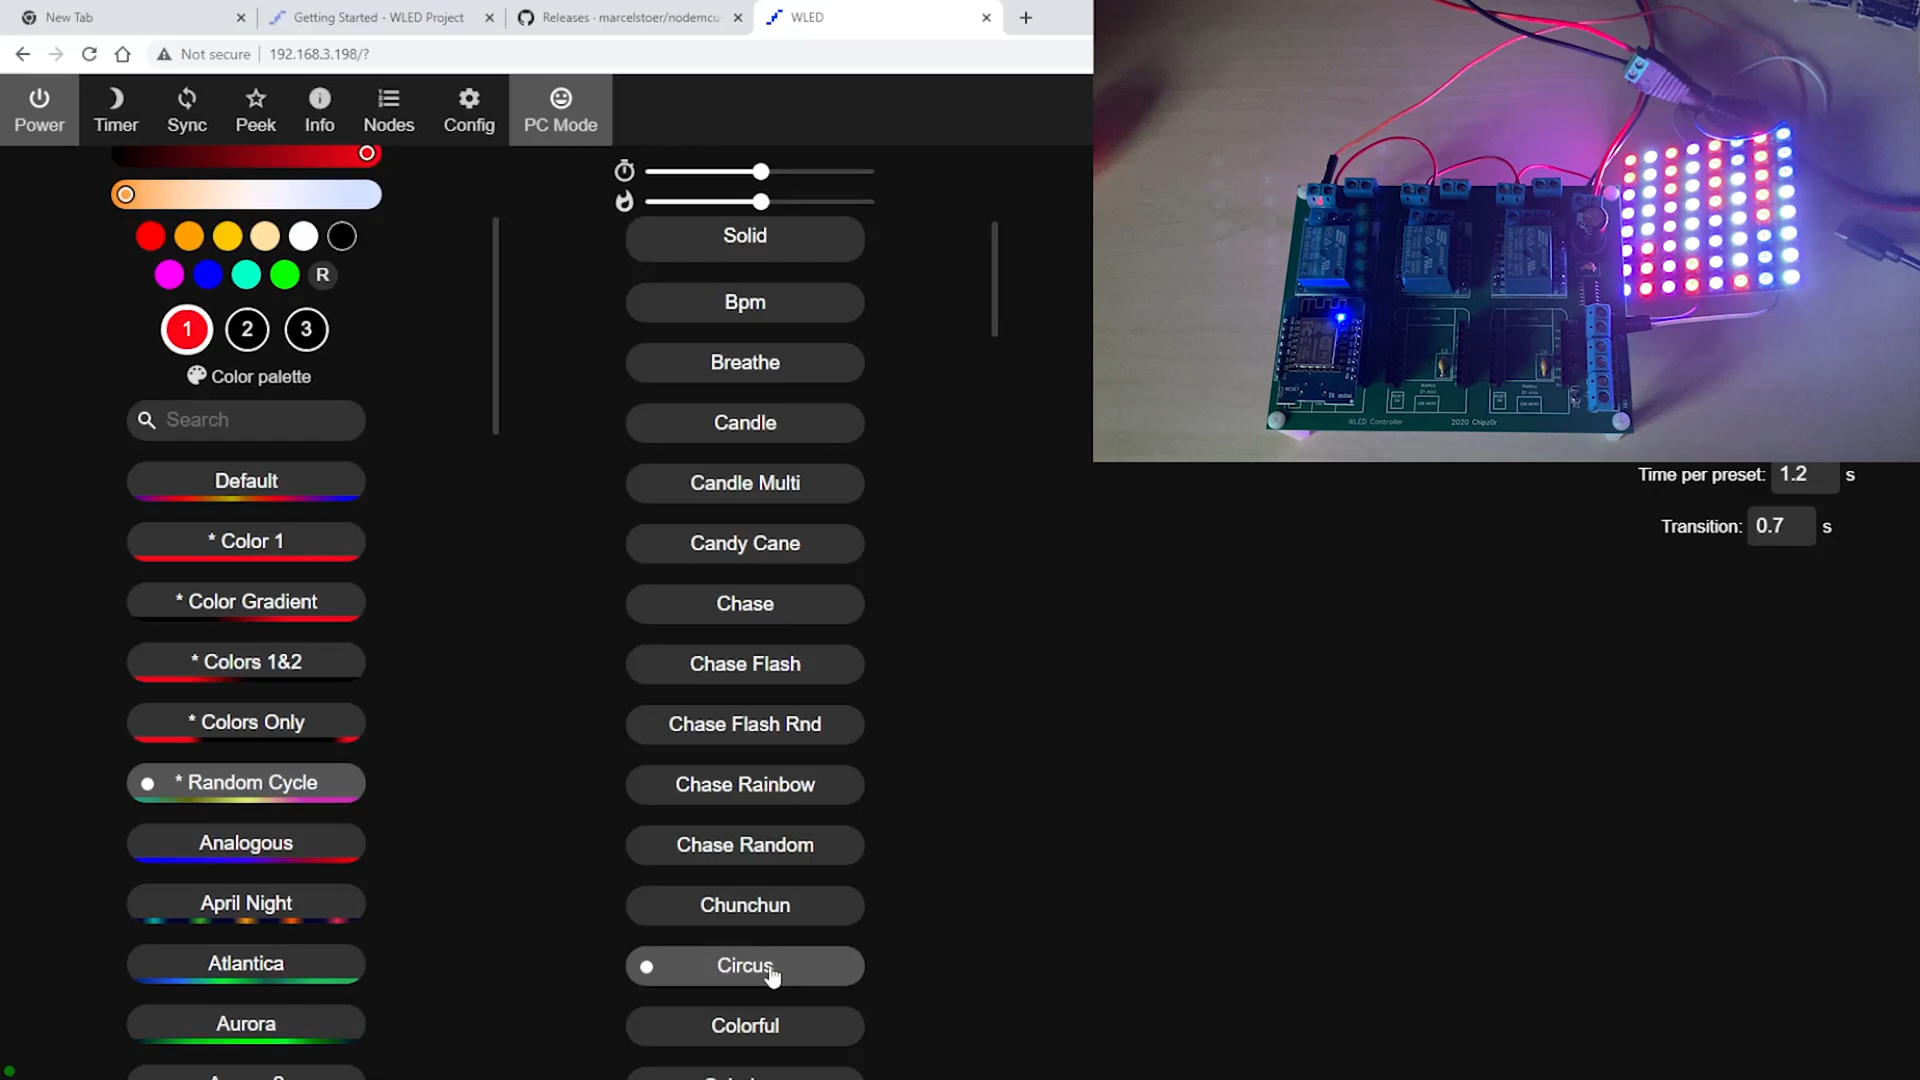 New Tab
Getting Started - WLED Project
Releases · marcelstoer/nodemcu-
WLED
Not secure
192.168.3.198/?
Power
Timer
Sync
Peek
Info
Nodes
Config
PC Mode
R
1
2
3
Color palette
Search
Default
* Color 1
* Color Gradient
* Colors 1&2
* Colors Only
* Random Cycle
Analogous
April Night
Atlantica
Aurora
Solid
Bpm
Breathe
Candle
Candle Multi
Candy Cane
Chase
Chase Flash
Chase Flash Rnd
Chase Rainbow
Chase Random
Chunchun
Circus
Colorful
WLED Controller
2020 Chipz0r
Time per preset: 1.2 s
Transition: 0.7 s